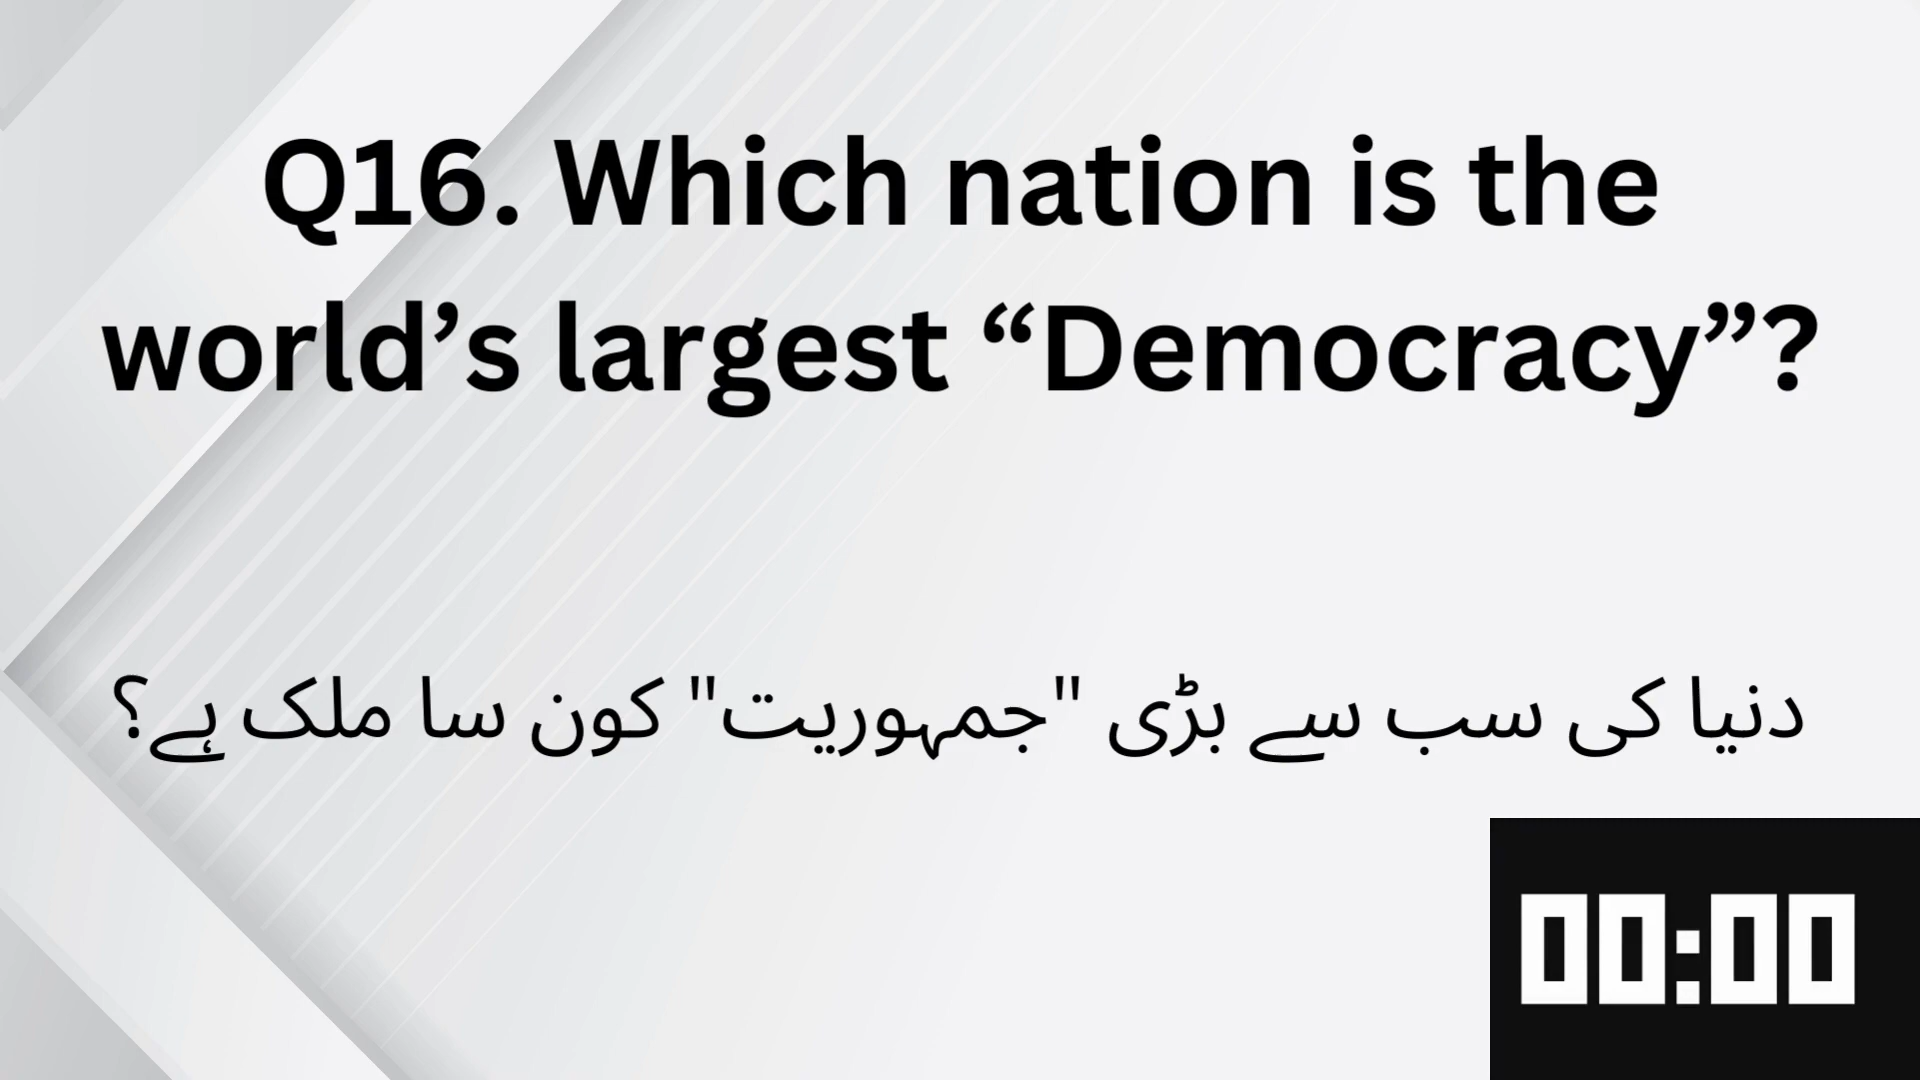 Q16. Which nation is the
world’s largest “Democracy”?
دنیا کی سب سے بڑی "جمہوریت" کون سا ملک ہے؟
00:00